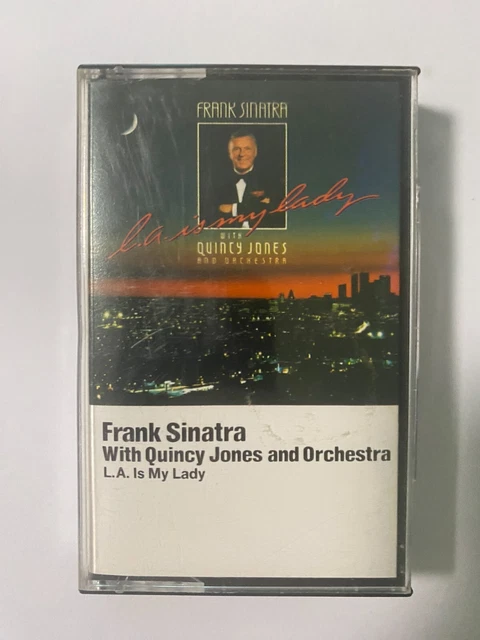 FRANK SINATRA
l.a. is my lady
WITH
QUINCY JONES
AND ORCHESTRA
Frank Sinatra
With Quincy Jones and Orchestra
L.A. Is My Lady